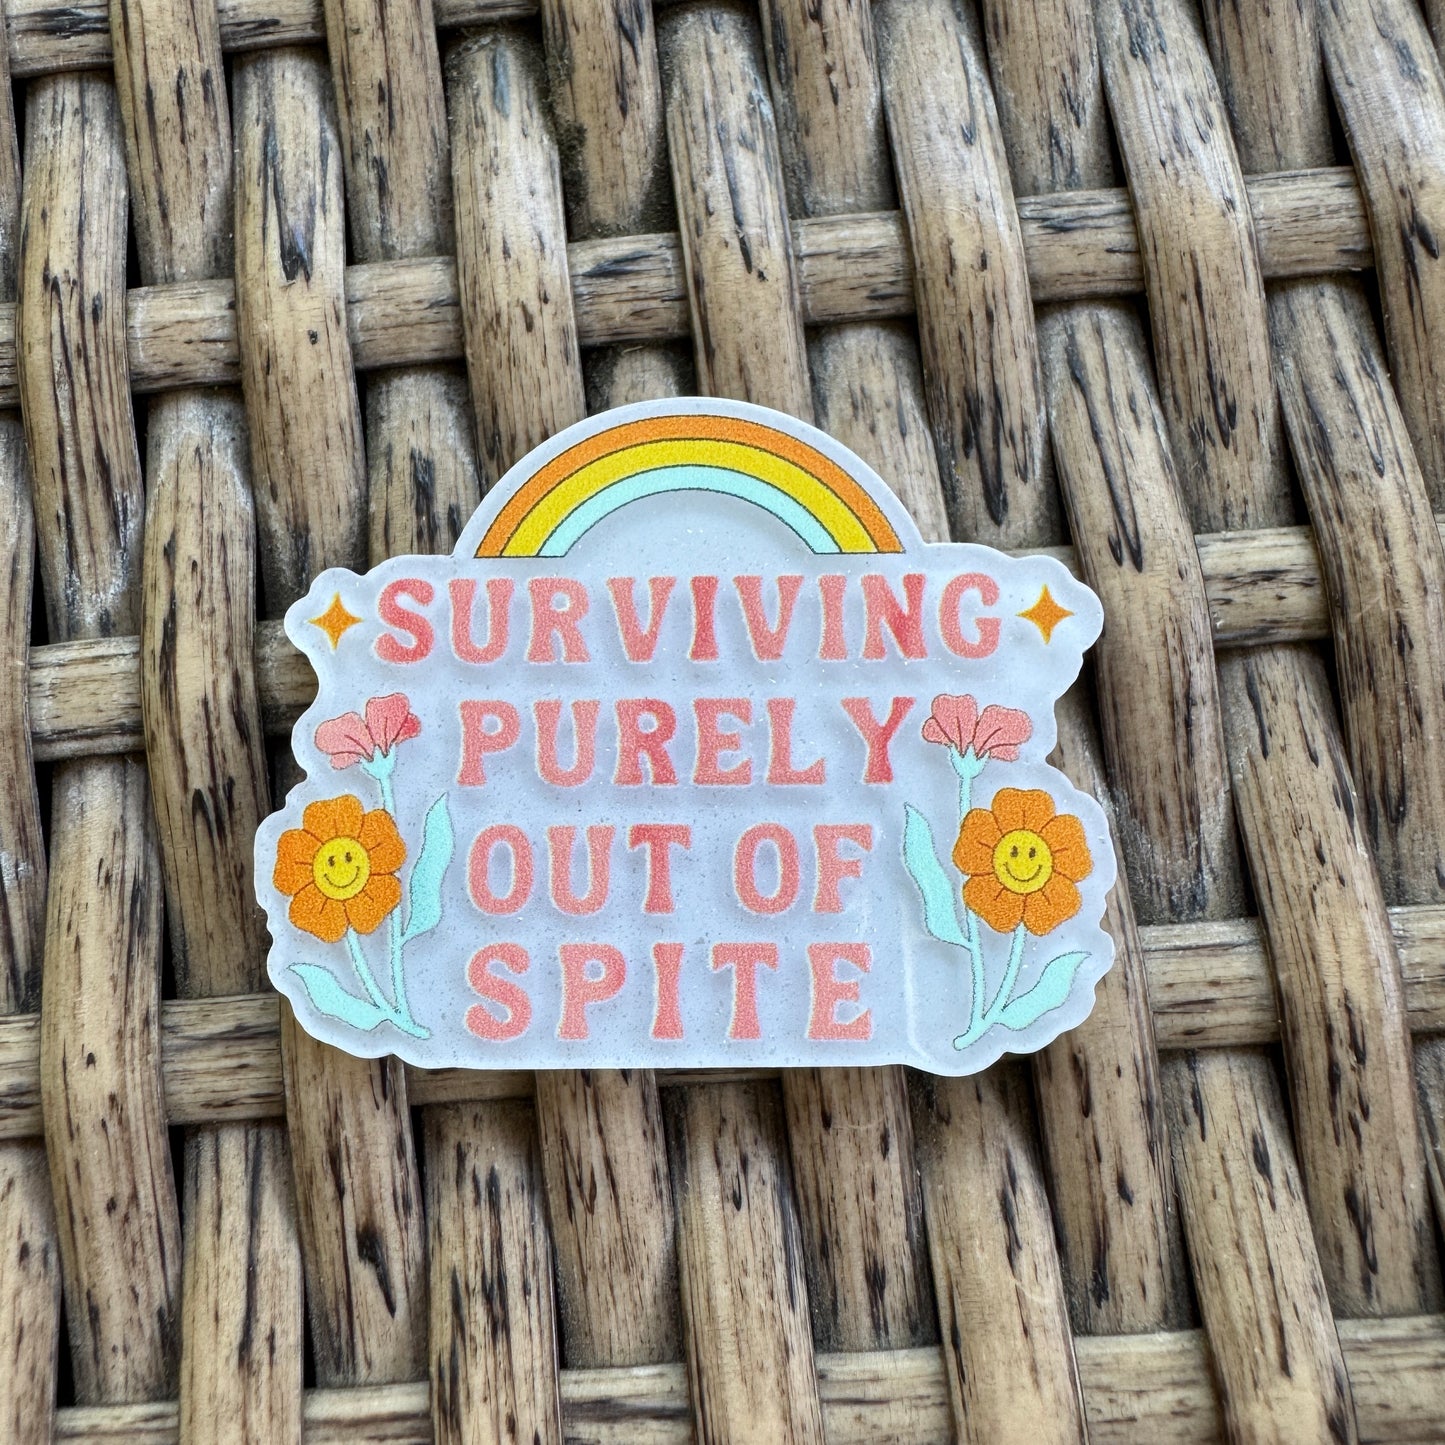 SURVIVING
PURELY
OUT OF
SPITE